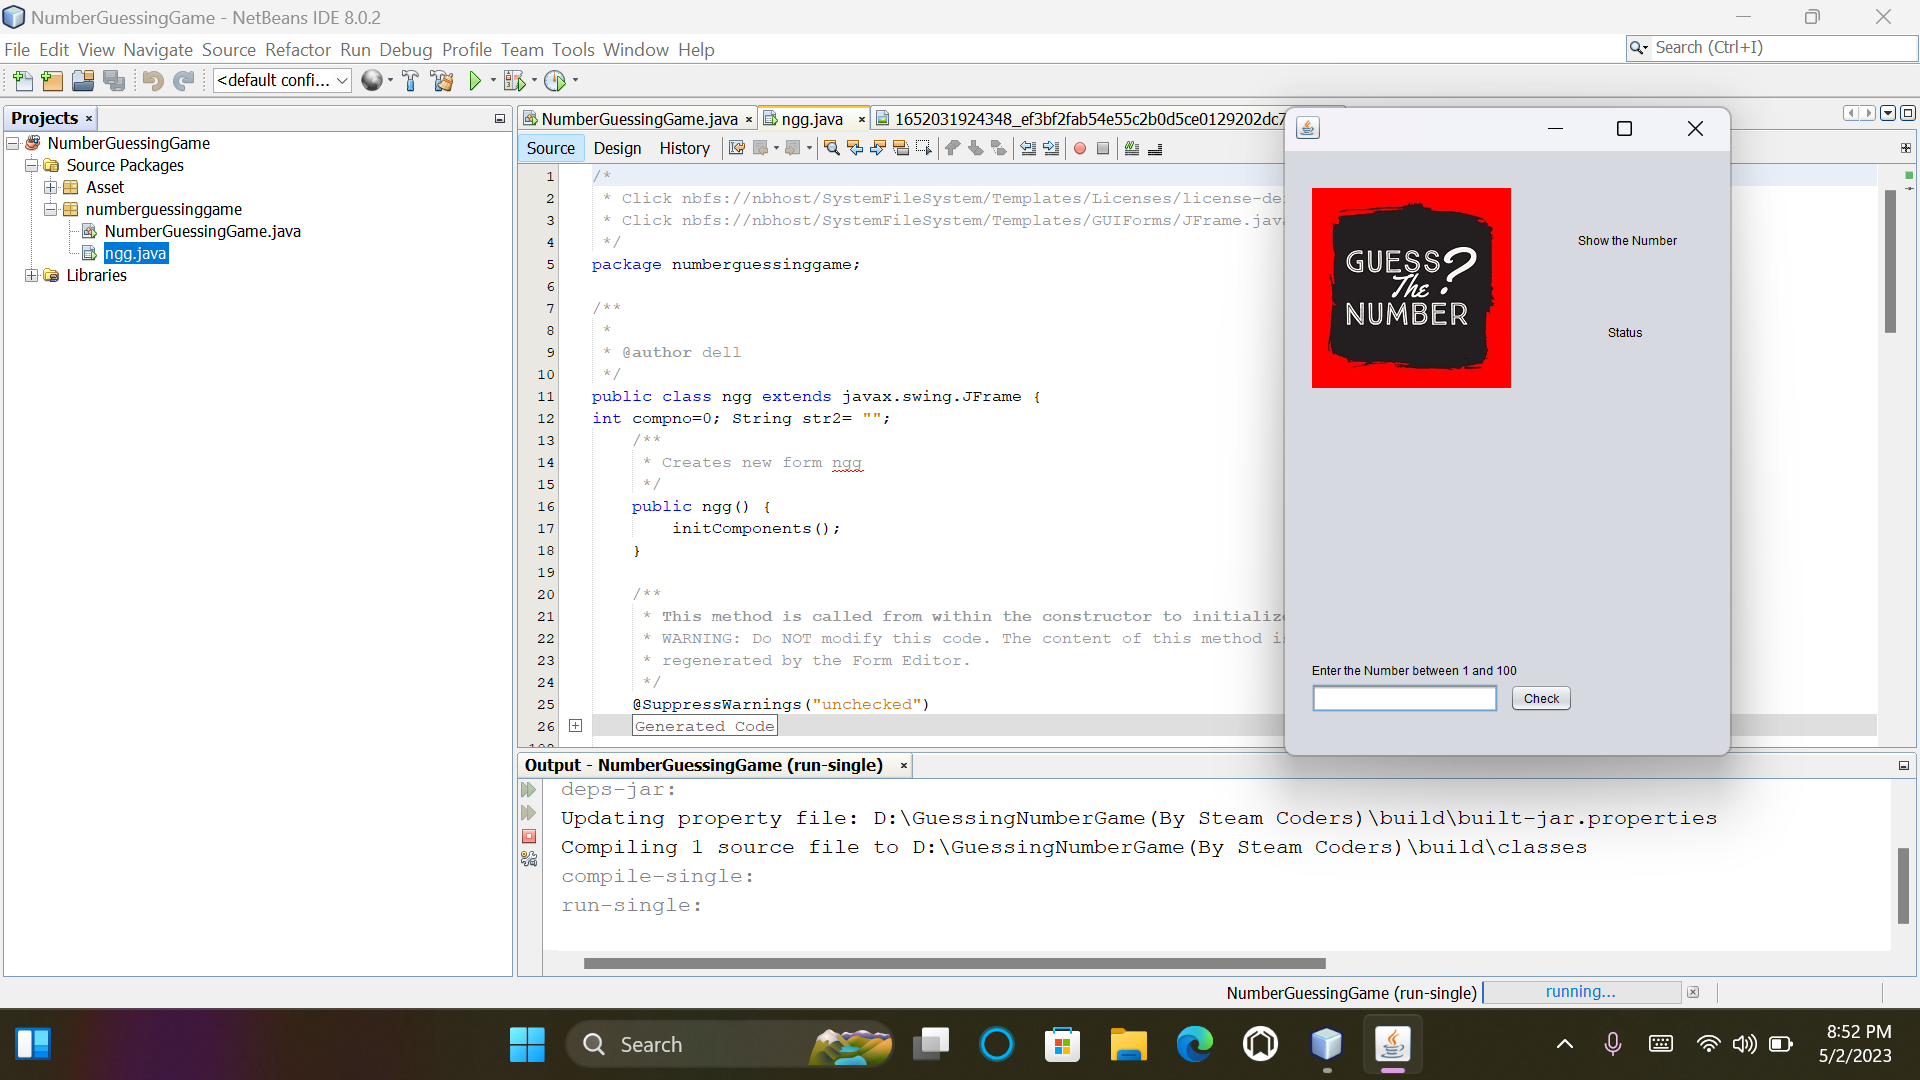 NumberGuessingGame - NetBeans IDE 8.0.2
File Edit View Navigate Source Refactor Run Debug Profile Team Tools Window Help
Search (Ctrl+I)
<default confi...
Projects
NumberGuessingGame
Source Packages
Asset
numberguessinggame
NumberGuessingGame.java
ngg.java
Libraries
NumberGuessingGame.java
ngg.java
1652031924348_ef3bf2fab54e55c2b0d5ce0129202dc7
Source Design History
1 /*
2 * Click nbfs://nbhost/SystemFileSystem/Templates/Licenses/license-de
3 * Click nbfs://nbhost/SystemFileSystem/Templates/GUIForms/JFrame.jav
4 */
5 package numberguessinggame;
6
7 /**
8 *
9 * @author dell
10 */
11 public class ngg extends javax.swing.JFrame {
12 int compno=0; String str2= "";
13 /**
14 * Creates new form ngg
15 */
16 public ngg() {
17 initComponents();
18 }
19
20 /**
21 * This method is called from within the constructor to initialize
22 * WARNING: Do NOT modify this code. The content of this method i
23 * regenerated by the Form Editor.
24 */
25 @SuppressWarnings("unchecked")
26 Generated Code
GUESS ?
The
NUMBER
Show the Number
Status
Enter the Number between 1 and 100
Check
Output - NumberGuessingGame (run-single)
deps-jar:
Updating property file: D:\GuessingNumberGame(By Steam Coders)\build\built-jar.properties
Compiling 1 source file to D:\GuessingNumberGame(By Steam Coders)\build\classes
compile-single:
run-single:
NumberGuessingGame (run-single)
running...
Search
8:52 PM
5/2/2023